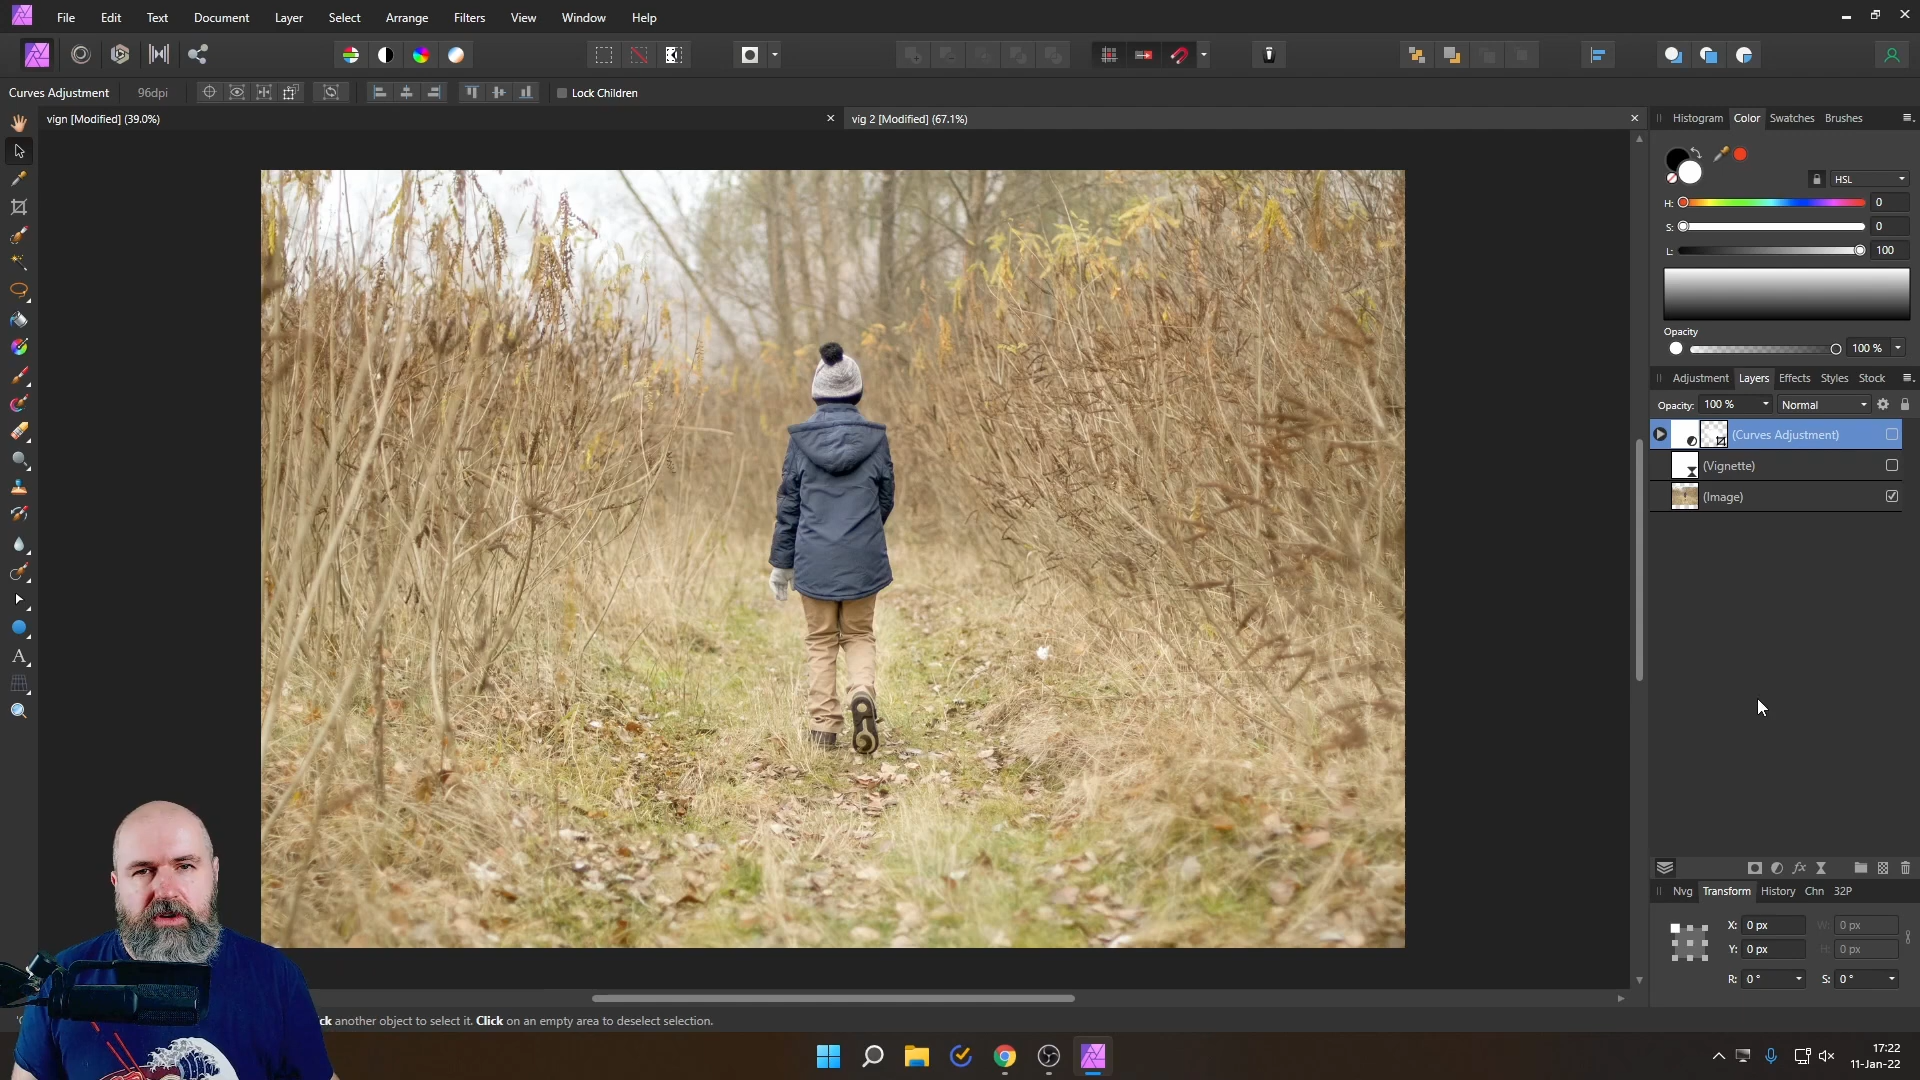 File Edit Text Document Layer Select Arrange Filters View Window Help
Curves Adjustment 96dpi Lock Children
vign [Modified] (39.0%)
vig 2 [Modified] (67.1%)
Histogram Color Swatches Brushes
HSL
H: 0
S: 0
L: 100
Opacity
100 %
Adjustment Layers Effects Styles Stock
Opacity: 100 % Normal
(Curves Adjustment)
(Vignette)
(Image)
fx
Nvg Transform History Chn 32P
X: 0 px W: 0 px
Y: 0 px H: 0 px
R: 0 ° S: 0 °
another object to select it. Click on an empty area to deselect selection.
17:22
11-Jan-22